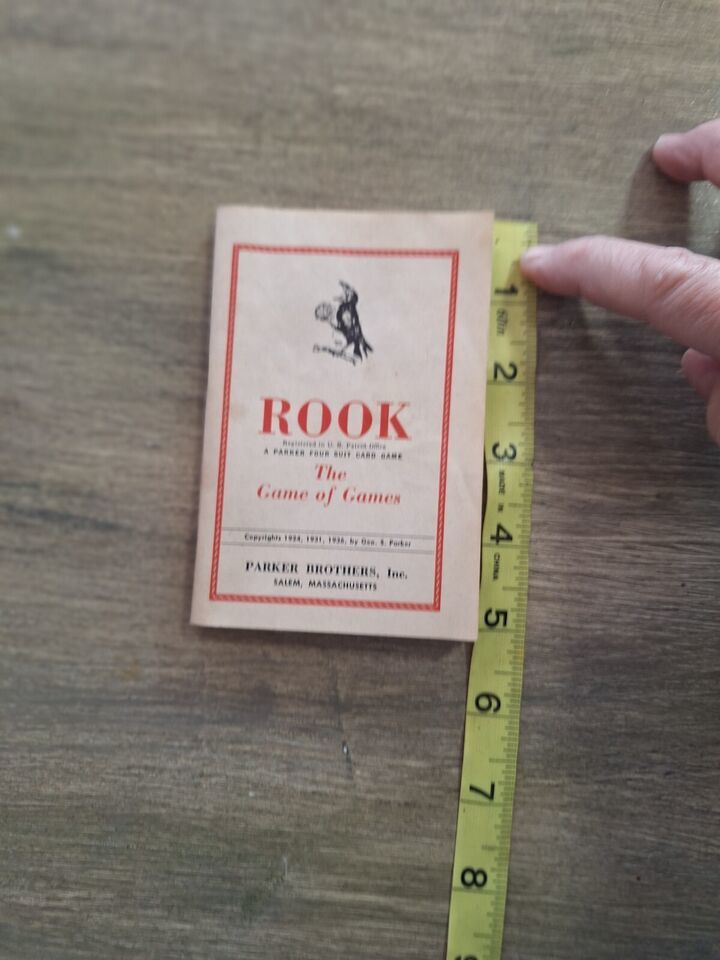 ROOK
Registered in U. S. Patent Office
A PARKER FOUR SUIT CARD GAME
The
Game of Games
Copyrights 1924, 1931, 1936, by Geo. S. Parker
PARKER BROTHERS, Inc.
SALEM, MASSACHUSETTS
1
2
3
MADE IN
4
CHINA
5
6
7
8
9